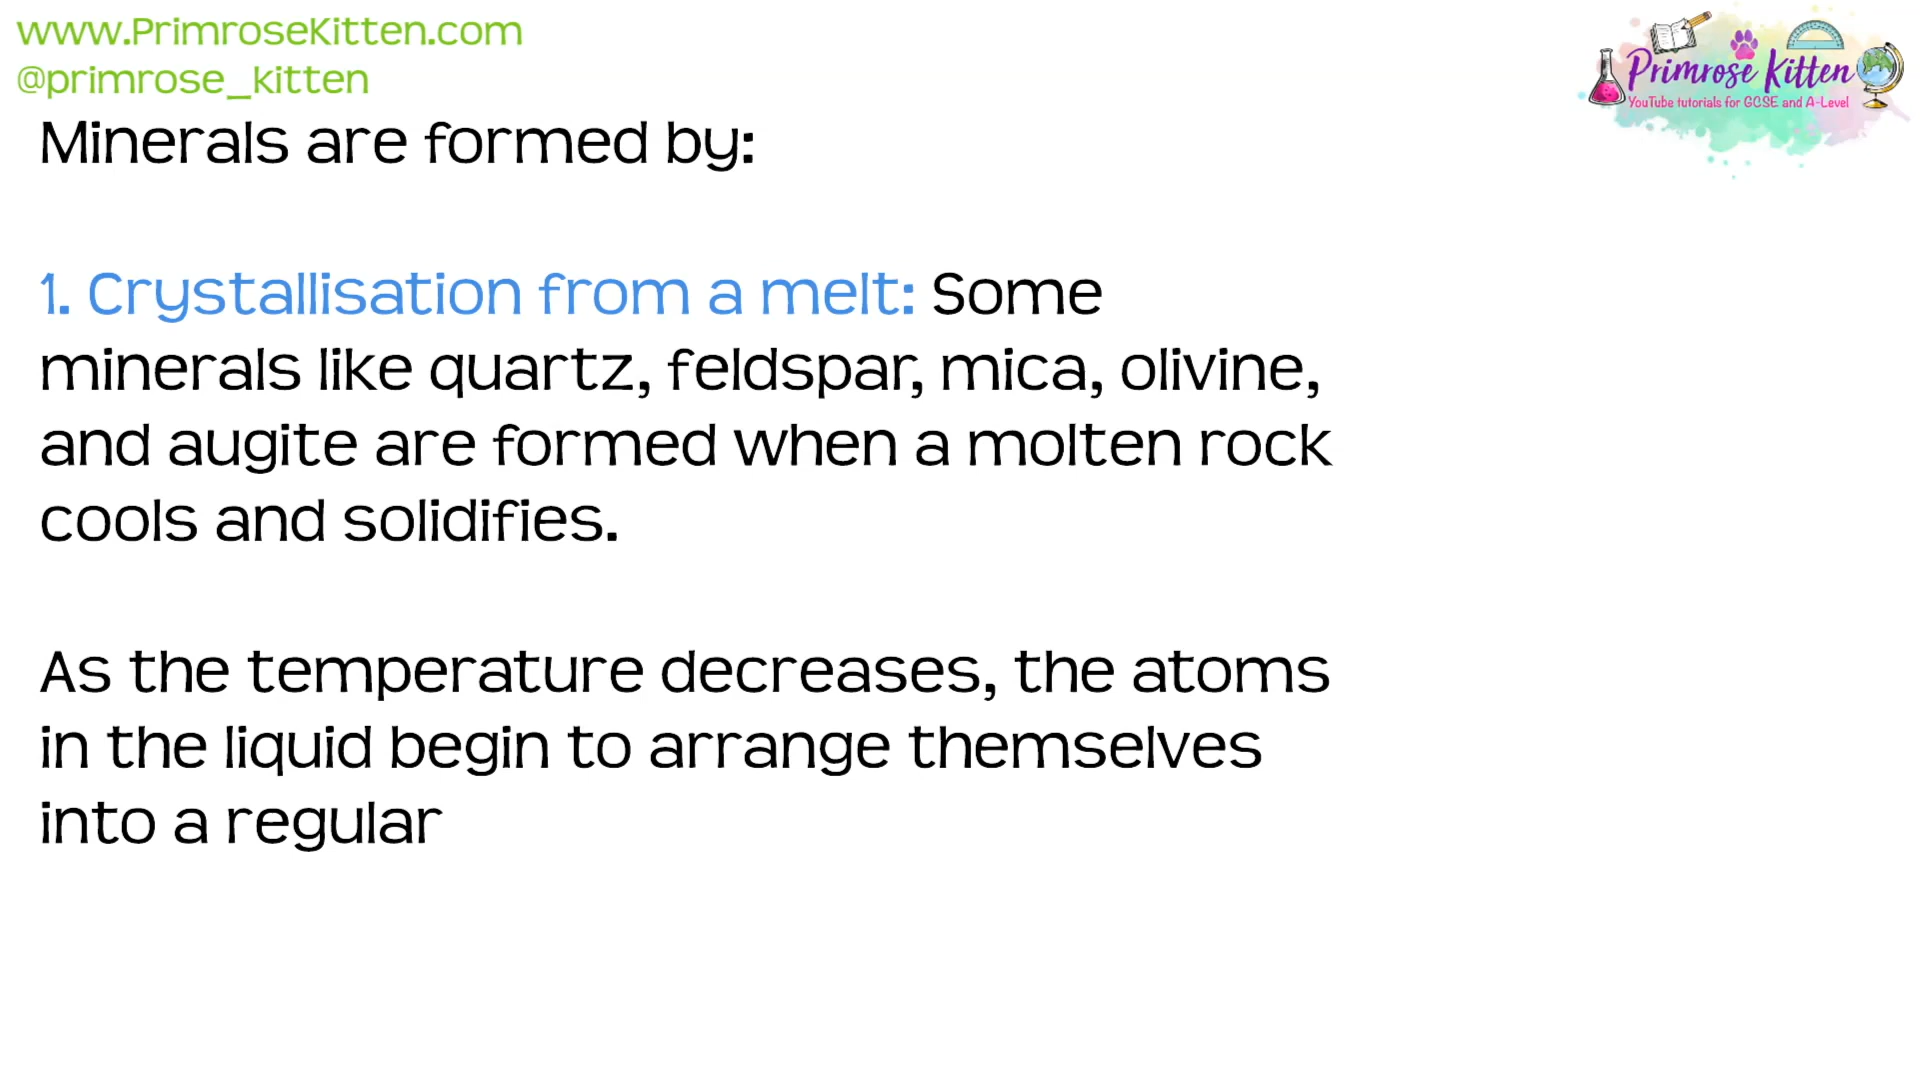 www.PrimroseKitten.com
@primrose_kitten
Primrose Kitten
YouTube tutorials for GCSE and A-Level
Minerals are formed by:
1. Crystallisation from a melt: Some
minerals like quartz, feldspar, mica, olivine,
and augite are formed when a molten rock
cools and solidifies.
As the temperature decreases, the atoms
in the liquid begin to arrange themselves
into a regular